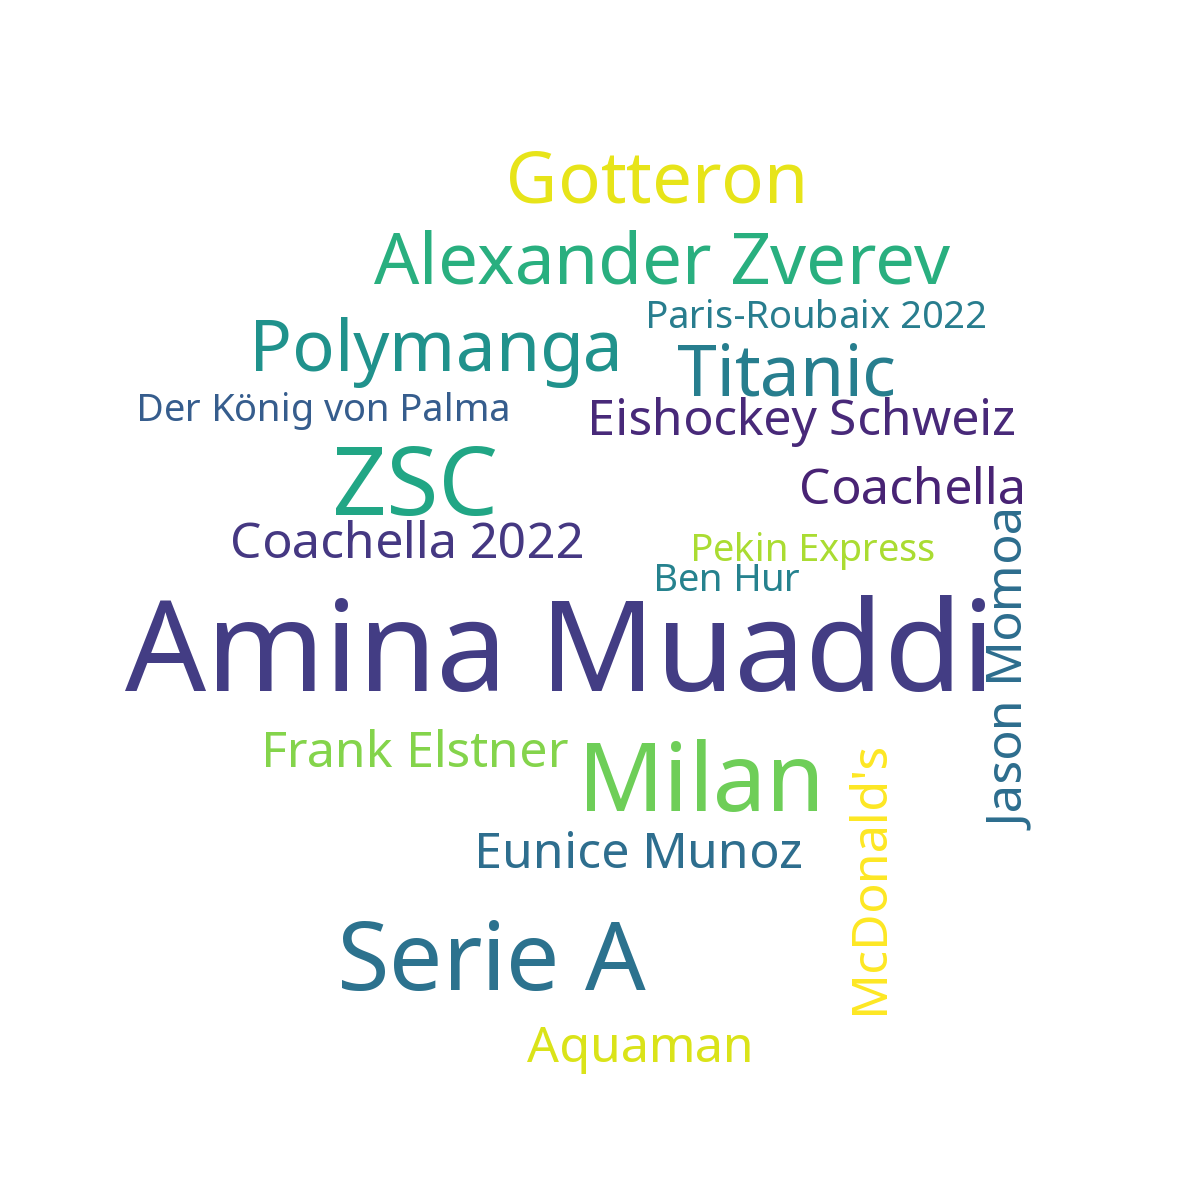 Gotteron
Alexander Zverev
Paris-Roubaix 2022
Polymanga
Titanic
Der König von Palma
Eishockey Schweiz
ZSC
Coachella
Coachella 2022
Pekin Express
Ben Hur
Jason Momoa
Amina Muaddi
Frank Elstner
Milan
McDonald's
Eunice Munoz
Serie A
Aquaman